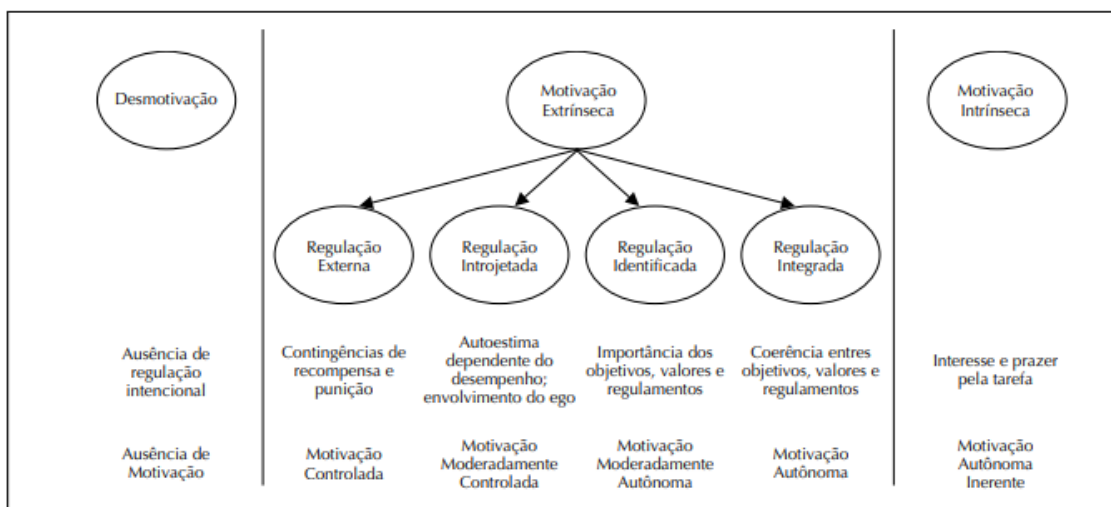 Desmotivação
Motivação
Extrínseca
Motivação
Intrínseca
Regulação
Externa
Regulação
Introjetada
Regulação
Identificada
Regulação
Integrada
Ausência de
regulação
intencional
Contingências de
recompensa e
punição
Autoestima
dependente do
desempenho;
envolvimento do ego
Importância dos
objetivos, valores e
regulamentos
Coerência entres
objetivos, valores e
regulamentos
Interesse e prazer
pela tarefa
Ausência de
Motivação
Motivação
Controlada
Motivação
Moderadamente
Controlada
Motivação
Moderadamente
Autônoma
Motivação
Autônoma
Motivação
Autônoma
Inerente